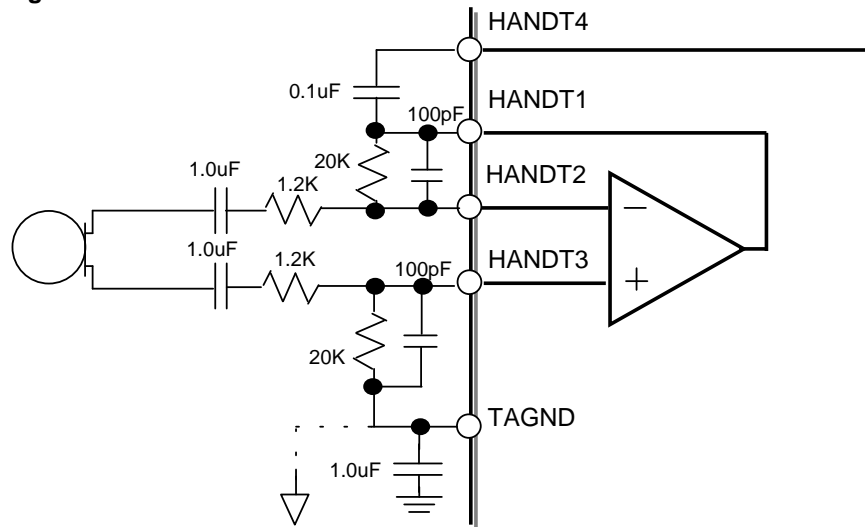 HANDT4
0.1uF
HANDT1
100pF
20K
1.0uF
1.2K
HANDT2
1.0uF
1.2K
100pF
HANDT3
20K
TAGND
1.0uF